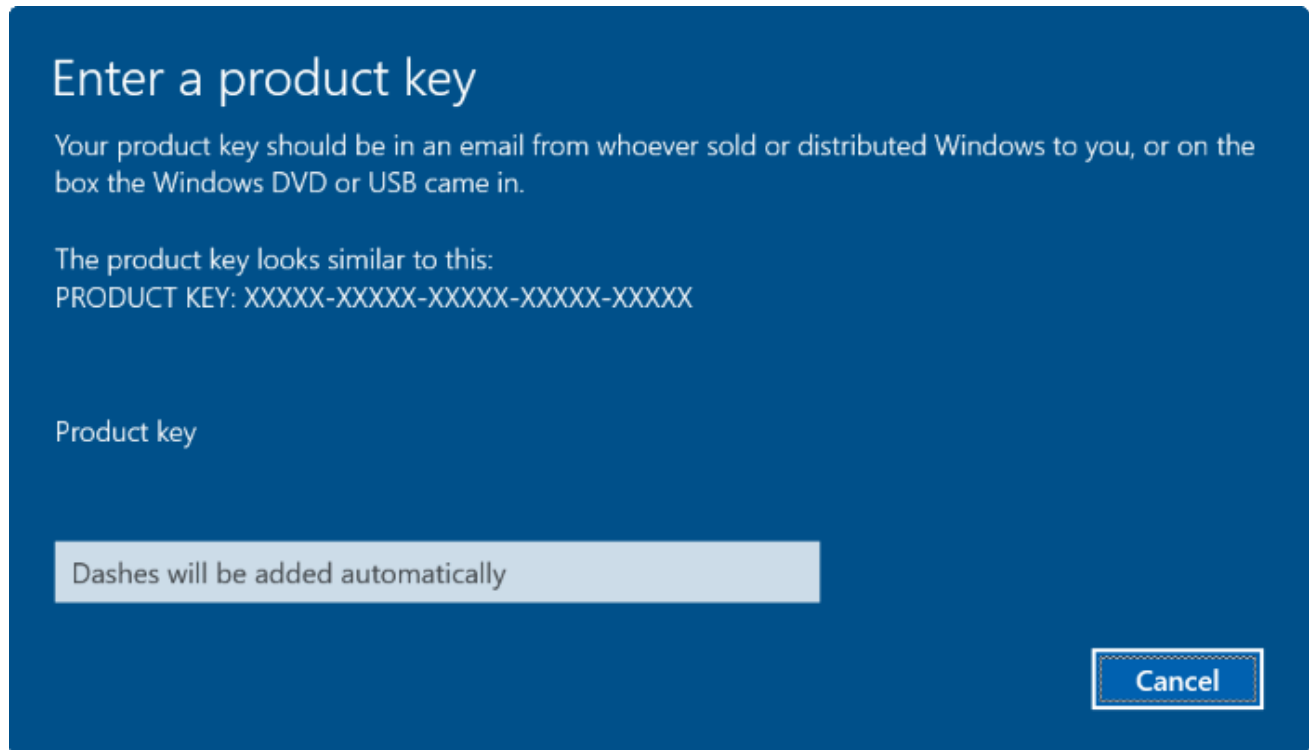 Enter a product key
Your product key should be in an email from whoever sold or distributed Windows to you, or on the
box the Windows DVD or USB came in.
The product key looks similar to this:
PRODUCT KEY: XXXXX-XXXXX-XXXXX-XXXXX-XXXXX
Product key
Dashes will be added automatically
Cancel